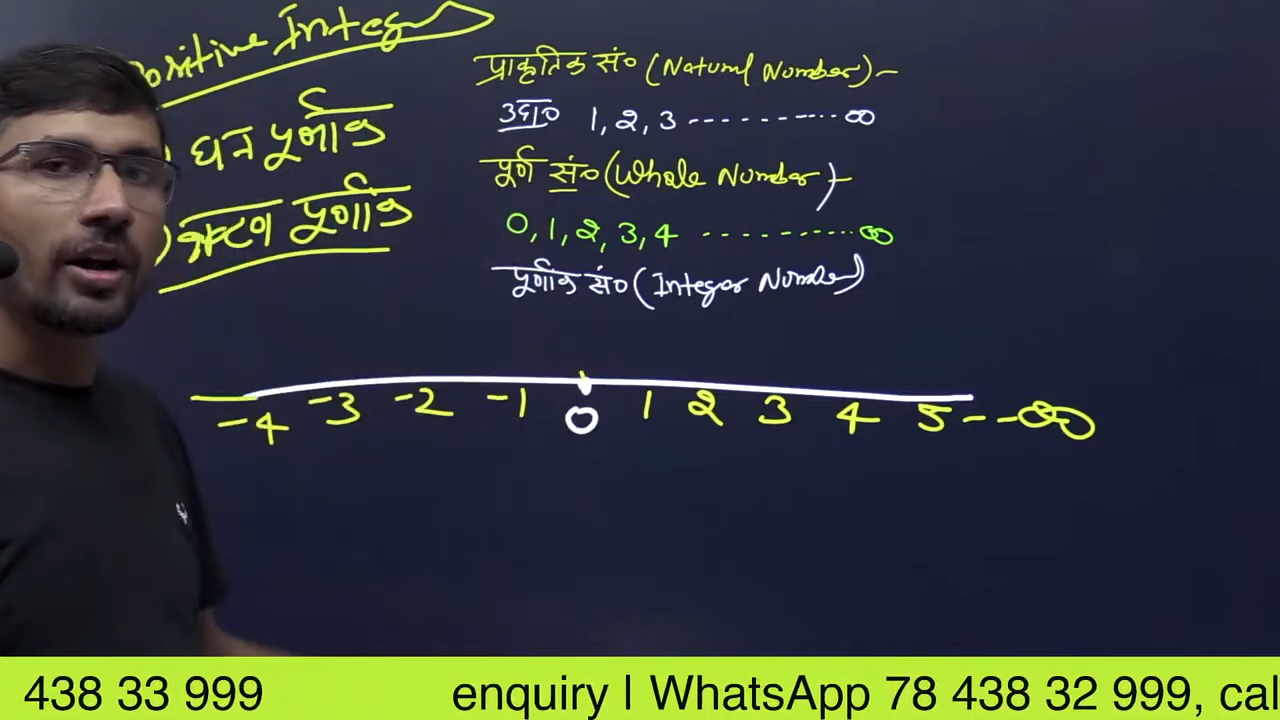 Positive Integ
) धन पूर्णांक
) ऋण पूर्णांक
प्राकृतिक सं० (Natural Number) -
उदा० 1, 2, 3 ------------ ∞
पूर्ण सं० (Whole Number) -
0, 1, 2, 3, 4 ------------ ∞
पूर्णांक सं० (Integer Number)
-4 -3 -2 -1 0 1 2 3 4 5 -- ∞
438 33 999 enquiry | WhatsApp 78 438 32 999, cal